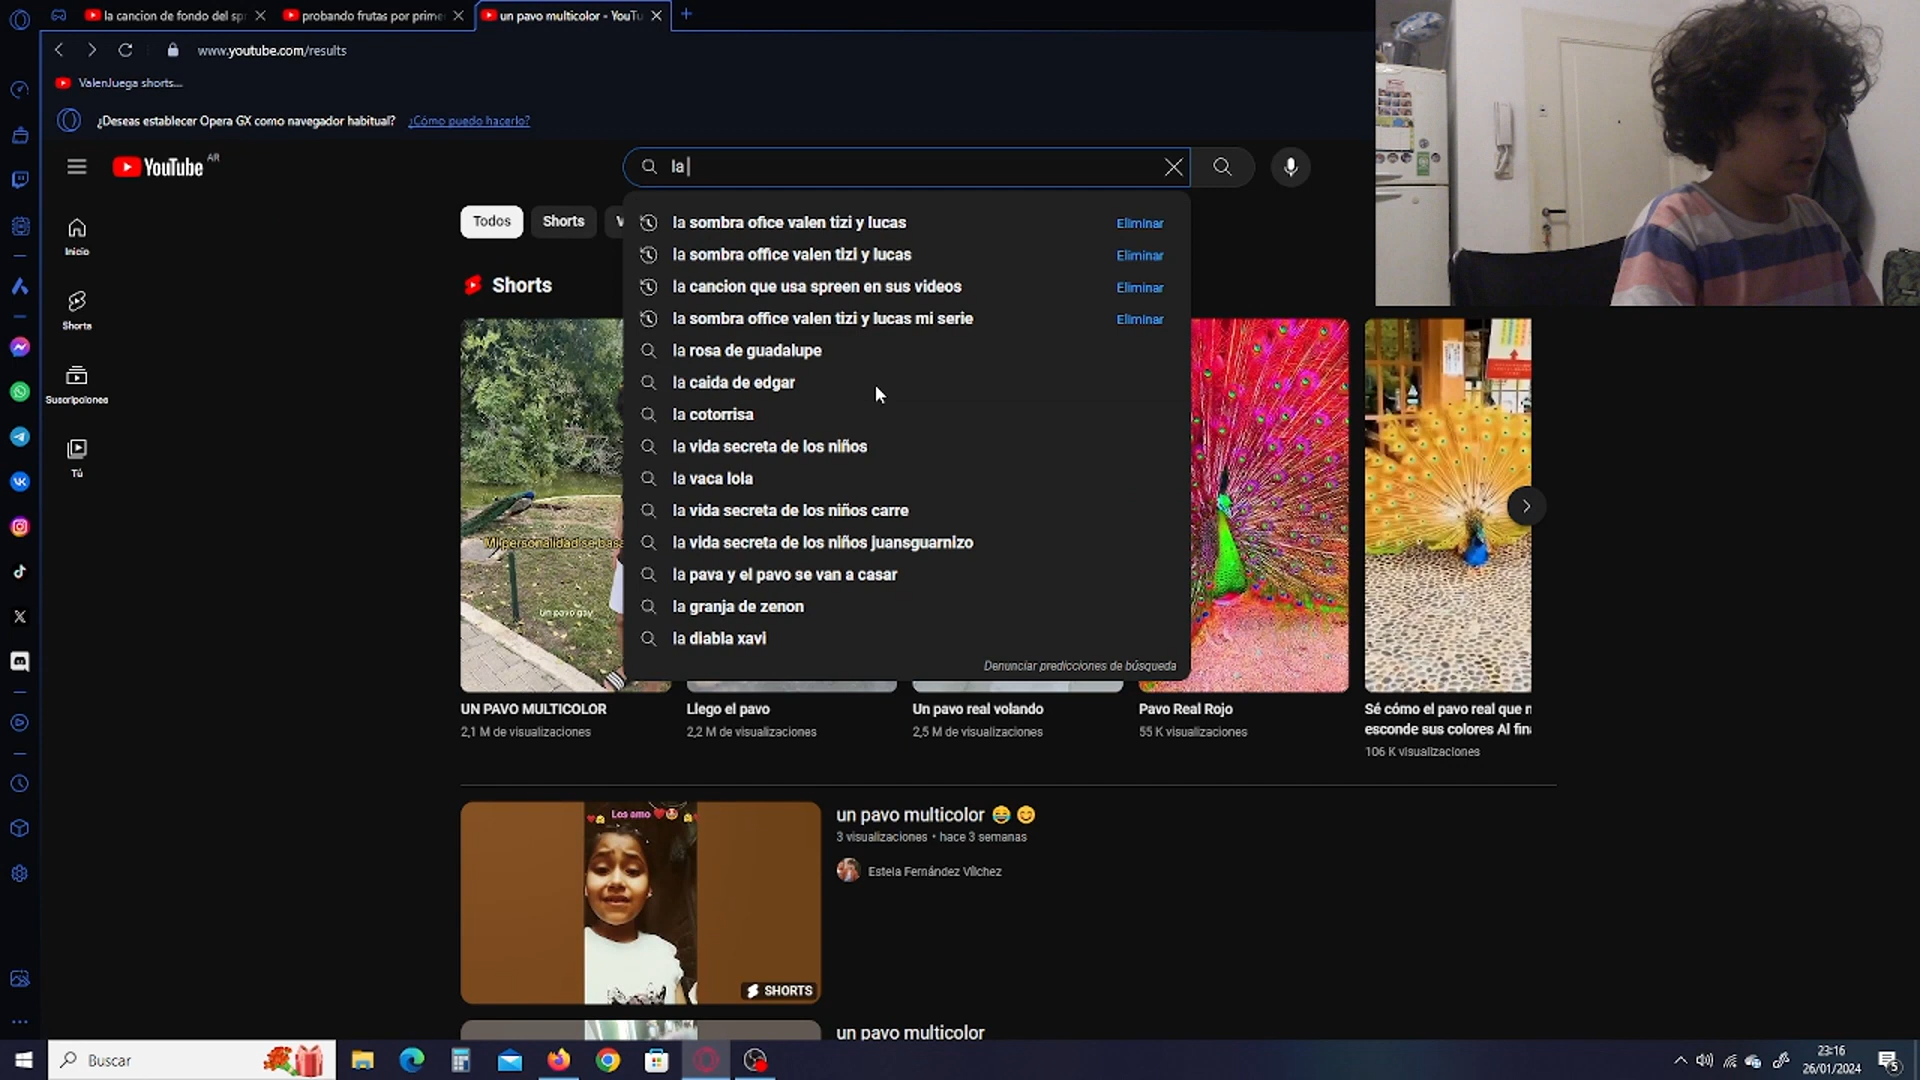 la cancion de fondo del spr
probando frutas por prime
un pavo multicolor - YouTu
www.youtube.com/results
ValenJuega shorts...
¿Deseas establecer Opera GX como navegador habitual? ¿Cómo puedo hacerlo?
YouTube AR
la
Inicio
Shorts
Suscripciones
Tú
Todos
Shorts
V
Shorts
la sombra ofice valen tizi y lucas Eliminar
la sombra office valen tizi y lucas Eliminar
la cancion que usa spreen en sus videos Eliminar
la sombra office valen tizi y lucas mi serie Eliminar
la rosa de guadalupe
la caida de edgar
la cotorrisa
la vida secreta de los niños
la vaca lola
la vida secreta de los niños carre
la vida secreta de los niños juansguarnizo
la pava y el pavo se van a casar
la granja de zenon
la diabla xavi
Denunciar predicciones de búsqueda
Mi personalidad se bas
Un pavo gay
UN PAVO MULTICOLOR
2,1 M de visualizaciones
Llego el pavo
2,2 M de visualizaciones
Un pavo real volando
2,5 M de visualizaciones
Pavo Real Rojo
55 K visualizaciones
Sé cómo el pavo real que n
esconde sus colores Al fin
106 K visualizaciones
Los amo
SHORTS
un pavo multicolor 😂 😊
3 visualizaciones • hace 3 semanas
Estela Fernández Vílchez
un pavo multicolor
Buscar
23:16
26/01/2024
5